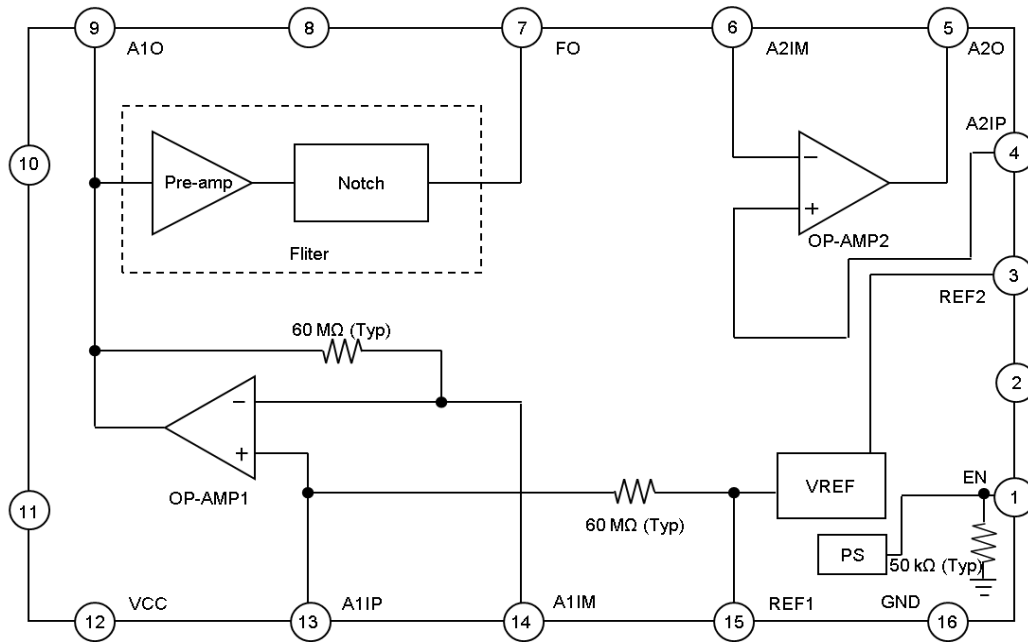 9
A1O
8
7
FO
6
A2IM
5
A2O
A2IP
4
10
Pre-amp
Notch
−
+
OP-AMP2
Fliter
3
REF2
60 MΩ (Typ)
2
−
+
OP-AMP1
VREF
EN
1
11
60 MΩ (Typ)
PS
50 kΩ (Typ)
12
VCC
13
A1IP
14
A1IM
15
REF1
GND
16